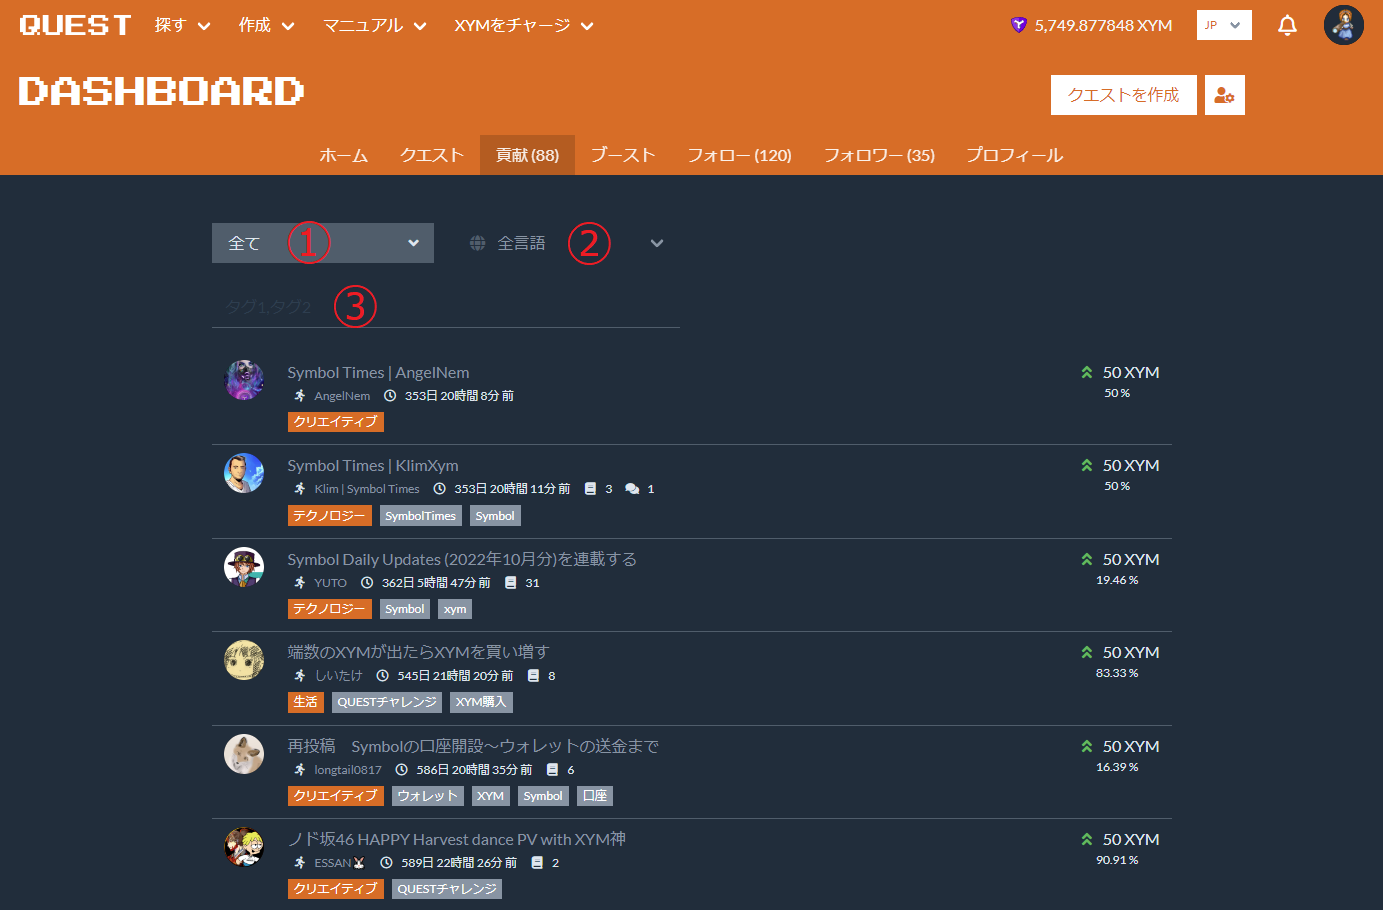 QUEST 探す 作成 マニュアル XYMをチャージ 5,749.877848 XYM JP
DASHBOARD クエストを作成
ホーム クエスト 貢献 (88) ブースト フォロー (120) フォロワー (35) プロフィール
全て ① 全言語 ②
タグ1,タグ2 ③
Symbol Times | AngelNem 50 XYM
AngelNem 353日 20時間 8分 前 50 %
クリエイティブ
Symbol Times | KlimXym 50 XYM
Klim | Symbol Times 353日 20時間 11分 前 3 1 50 %
テクノロジー SymbolTimes Symbol
Symbol Daily Updates (2022年10月分)を連載する 50 XYM
YUTO 362日 5時間 47分 前 31 19.46 %
テクノロジー Symbol xym
端数のXYMが出たらXYMを買い増す 50 XYM
しいたけ 545日 21時間 20分 前 8 83.33 %
生活 QUESTチャレンジ XYM購入
再投稿　Symbolの口座開設～ウォレットの送金まで 50 XYM
longtail0817 586日 20時間 35分 前 6 16.39 %
クリエイティブ ウォレット XYM Symbol 口座
ノド坂46 HAPPY Harvest dance PV with XYM神 50 XYM
ESSAN 589日 22時間 26分 前 2 90.91 %
クリエイティブ QUESTチャレンジ